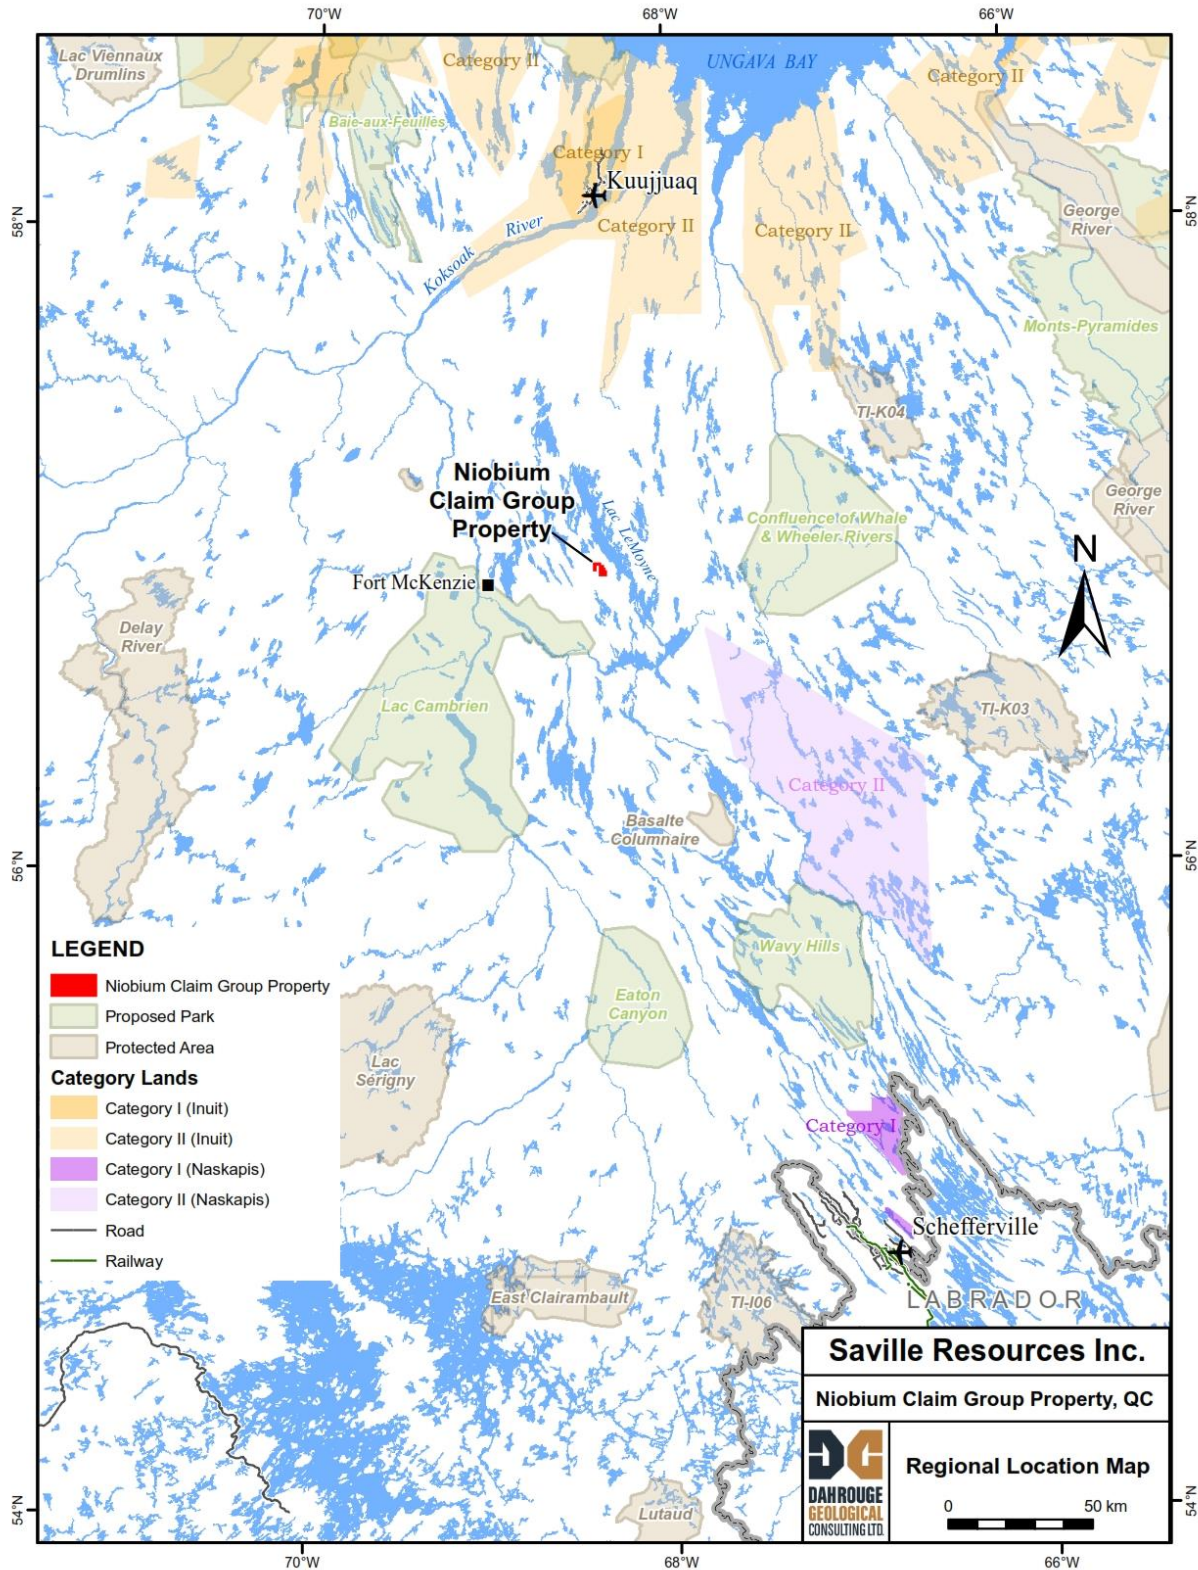 70°W
68°W
66°W
Lac Viennaux
Drumlins
Category II
UNGAVA BAY
Category II
Baie-aux-Feuilles
Category I
Kuujjuaq
58°N
58°N
George
River
Koksoak River
Category II
Category II
Monts-Pyramides
TI-K04
Niobium
Claim Group
Property
Lac LeMoyne
George
River
Confluence of Whale
& Wheeler Rivers
N
Fort McKenzie
Delay
River
Lac Cambrien
TI-K03
Category II
Basalte
Columnaire
56°N
56°N
Wavy Hills
Eaton
Canyon
Lac
Sérigny
LEGEND
Niobium Claim Group Property
Proposed Park
Protected Area
Category Lands
Category I (Inuit)
Category II (Inuit)
Category I (Naskapis)
Category II (Naskapis)
Road
Railway
Category I
Schefferville
LABRADOR
East Clairambault
TI-I06
Lutaud
54°N
54°N
Saville Resources Inc.
Niobium Claim Group Property, QC
DAHROUGE
GEOLOGICAL
CONSULTING LTD.
Regional Location Map
0 50 km
70°W
68°W
66°W